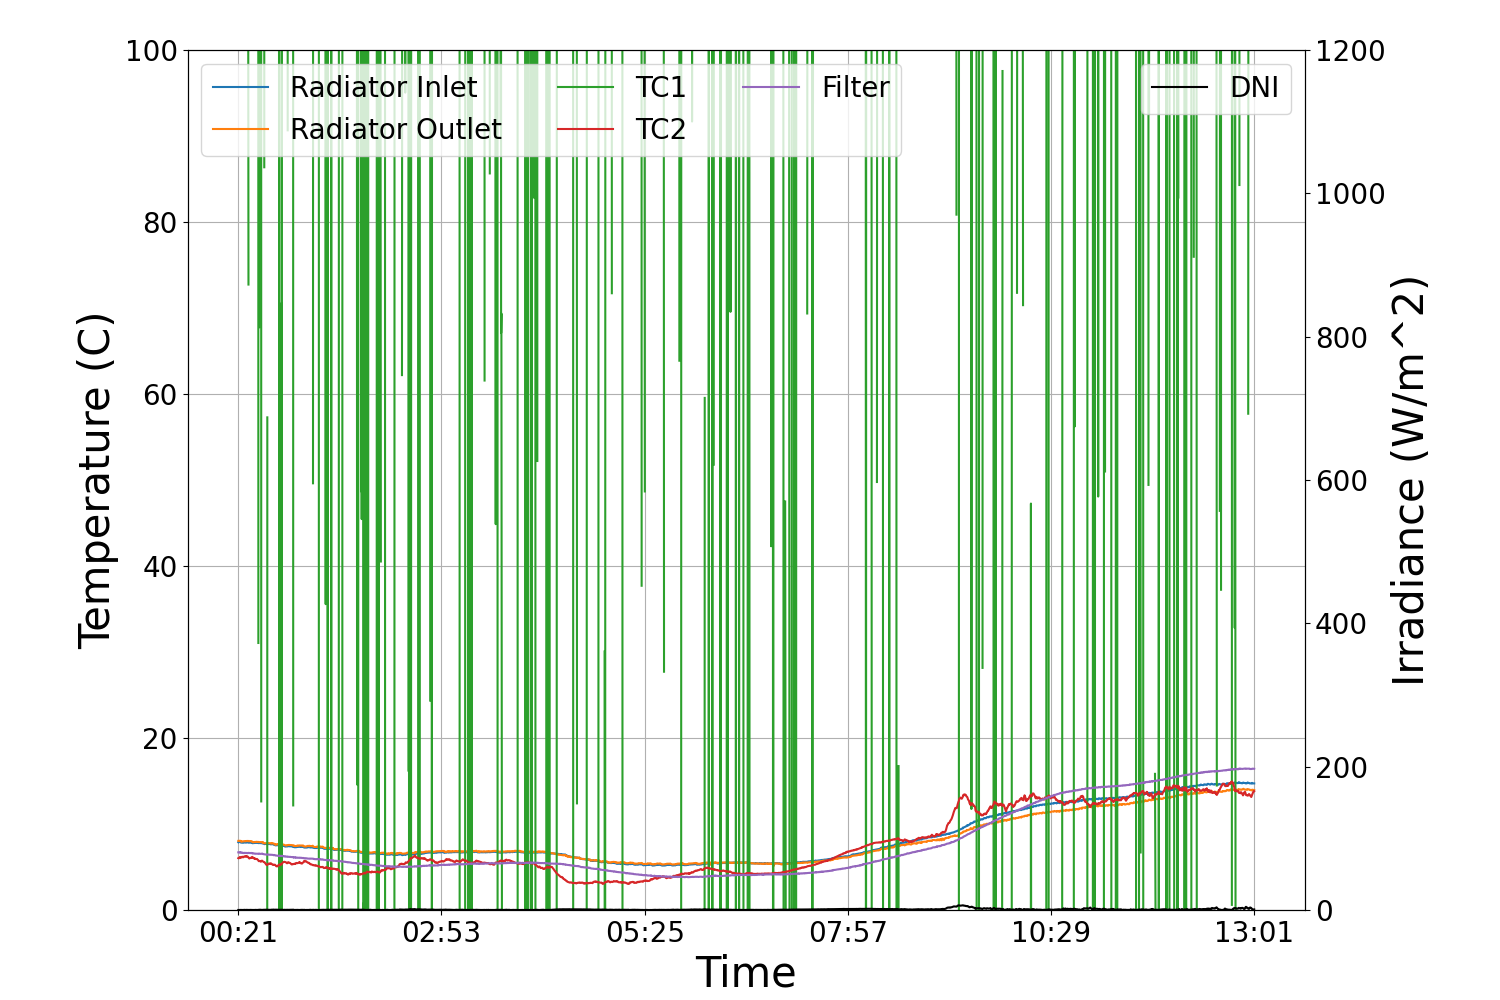 Radiator Inlet
Radiator Outlet
TC1
TC2
Filter
DNI
100
80
60
40
20
0
Temperature (C)
1200
1000
800
600
400
200
0
Irradiance (W/m^2)
00:21 02:53 05:25 07:57 10:29 13:01
Time